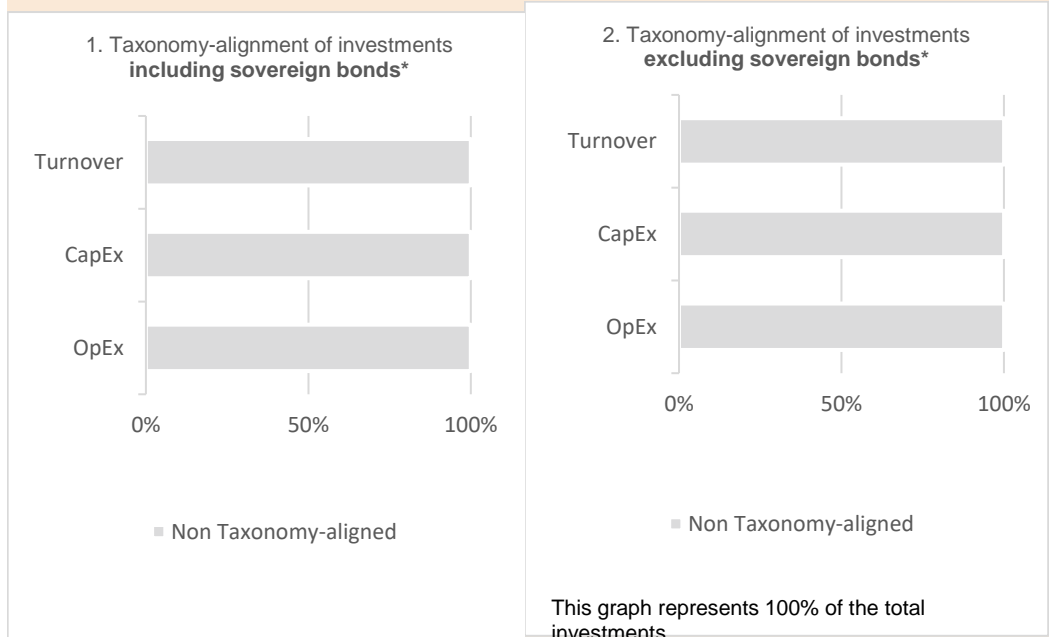 1. Taxonomy-alignment of investments
including sovereign bonds*
Turnover
CapEx
OpEx
0% 50% 100%
Non Taxonomy-aligned
2. Taxonomy-alignment of investments
excluding sovereign bonds*
Turnover
CapEx
OpEx
0% 50% 100%
Non Taxonomy-aligned
This graph represents 100% of the total
investments